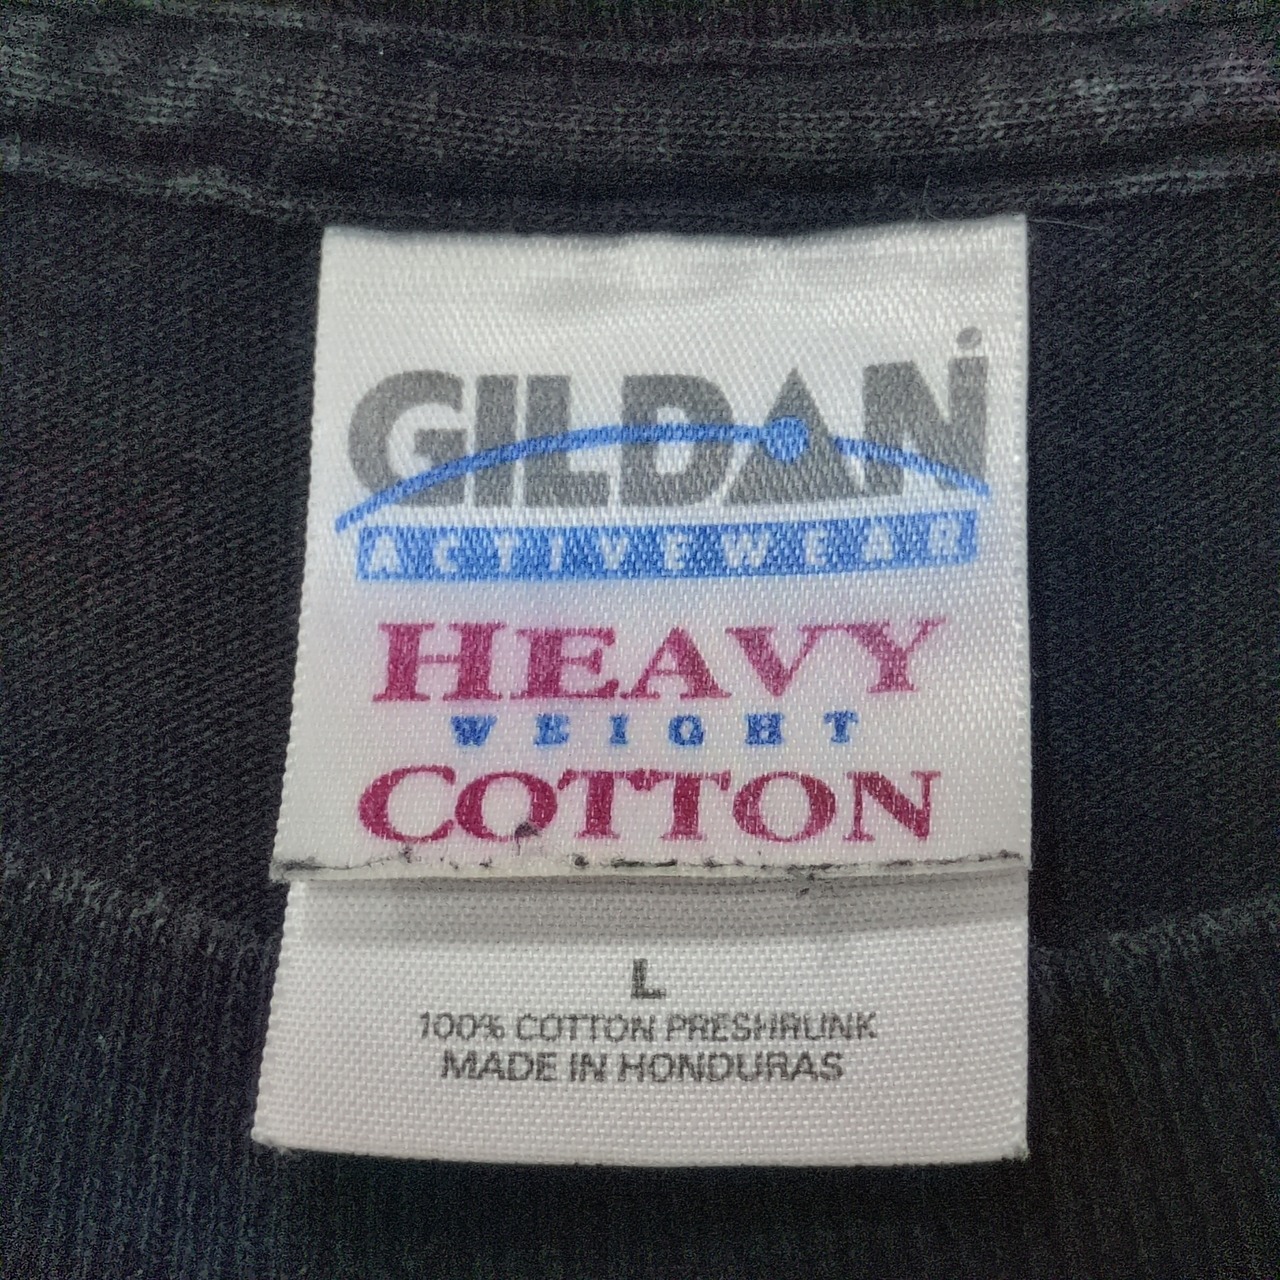 GILDAN
ACTIVEWEAR
HEAVY
WEIGHT
COTTON
L
100% COTTON PRESHRUNK
MADE IN HONDURAS